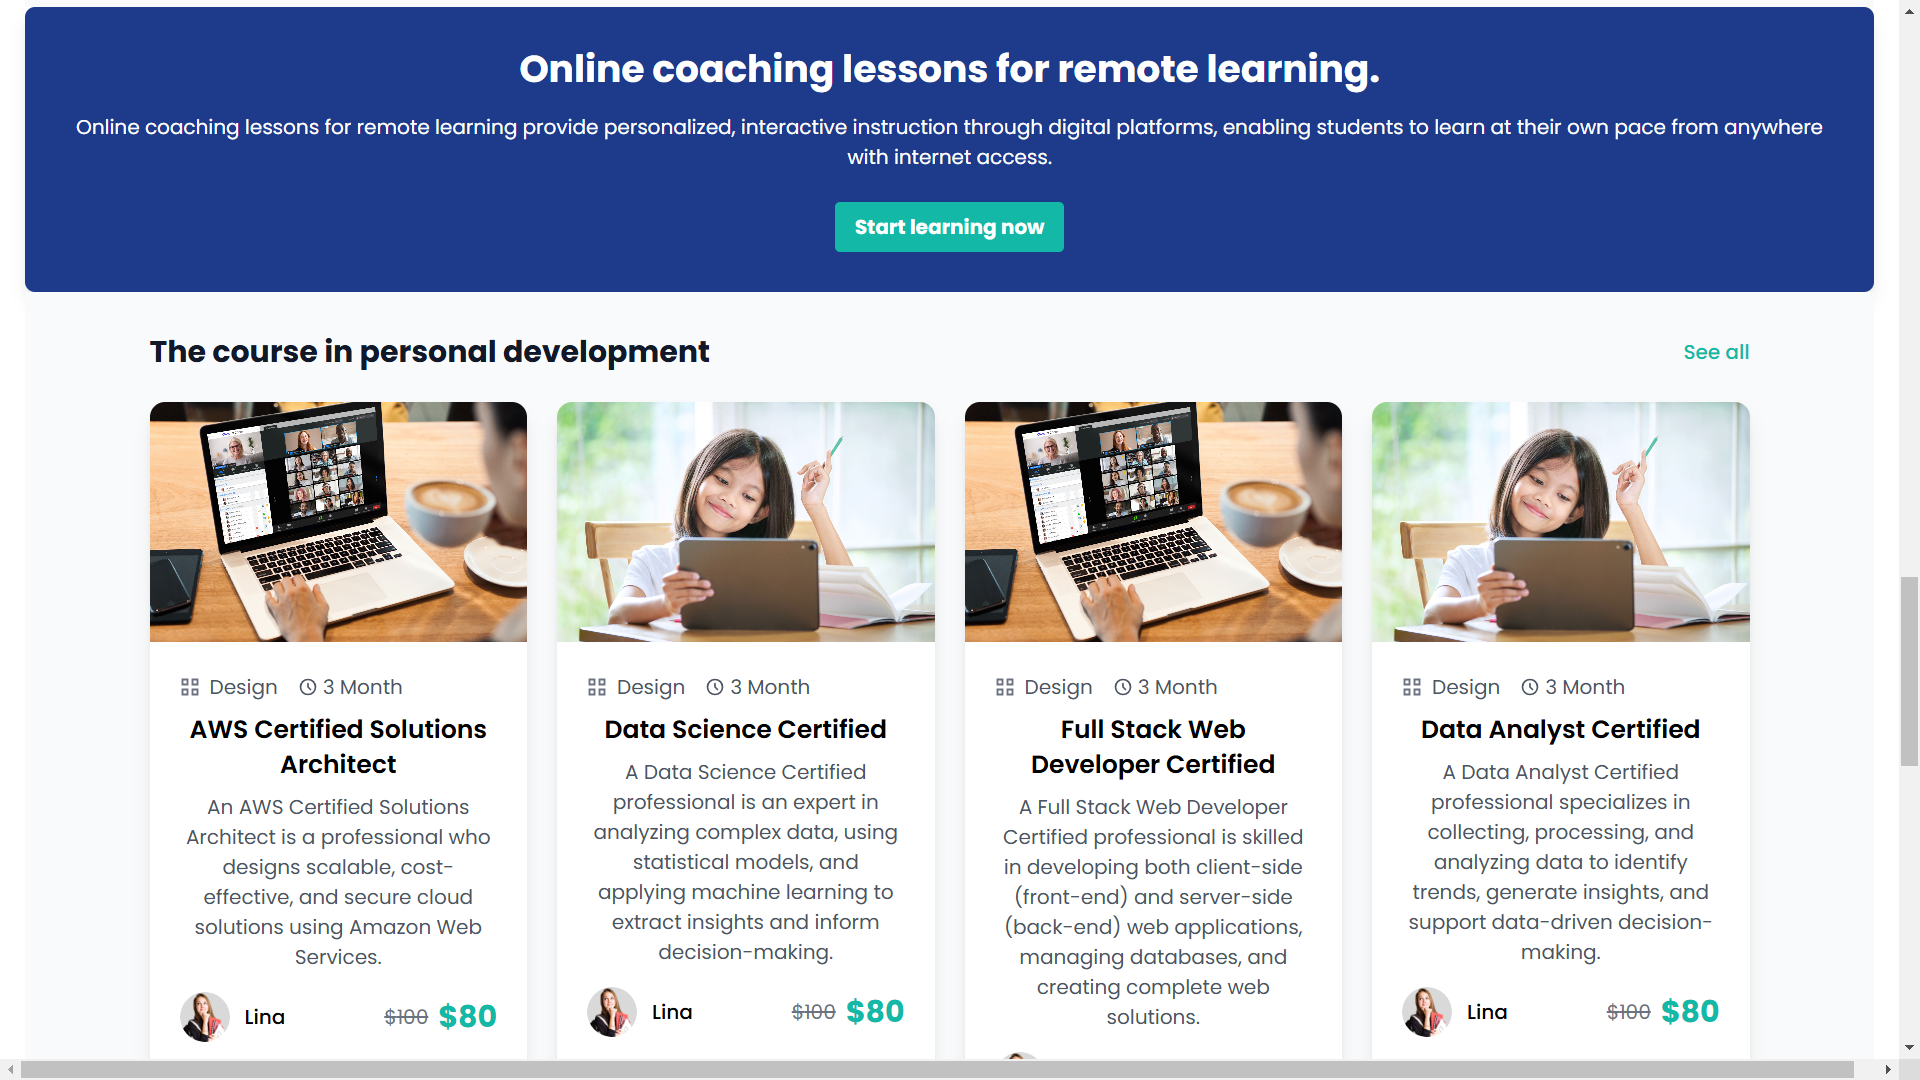 Online coaching lessons for remote learning.
Online coaching lessons for remote learning provide personalized, interactive instruction through digital platforms, enabling students to learn at their own pace from anywhere
with internet access.
Start learning now
The course in personal development
See all
Design 3 Month
AWS Certified Solutions
Architect
An AWS Certified Solutions
Architect is a professional who
designs scalable, cost-
effective, and secure cloud
solutions using Amazon Web
Services.
Lina $100 $80
Design 3 Month
Data Science Certified
A Data Science Certified
professional is an expert in
analyzing complex data, using
statistical models, and
applying machine learning to
extract insights and inform
decision-making.
Lina $100 $80
Design 3 Month
Full Stack Web
Developer Certified
A Full Stack Web Developer
Certified professional is skilled
in developing both client-side
(front-end) and server-side
(back-end) web applications,
managing databases, and
creating complete web
solutions.
Design 3 Month
Data Analyst Certified
A Data Analyst Certified
professional specializes in
collecting, processing, and
analyzing data to identify
trends, generate insights, and
support data-driven decision-
making.
Lina $100 $80